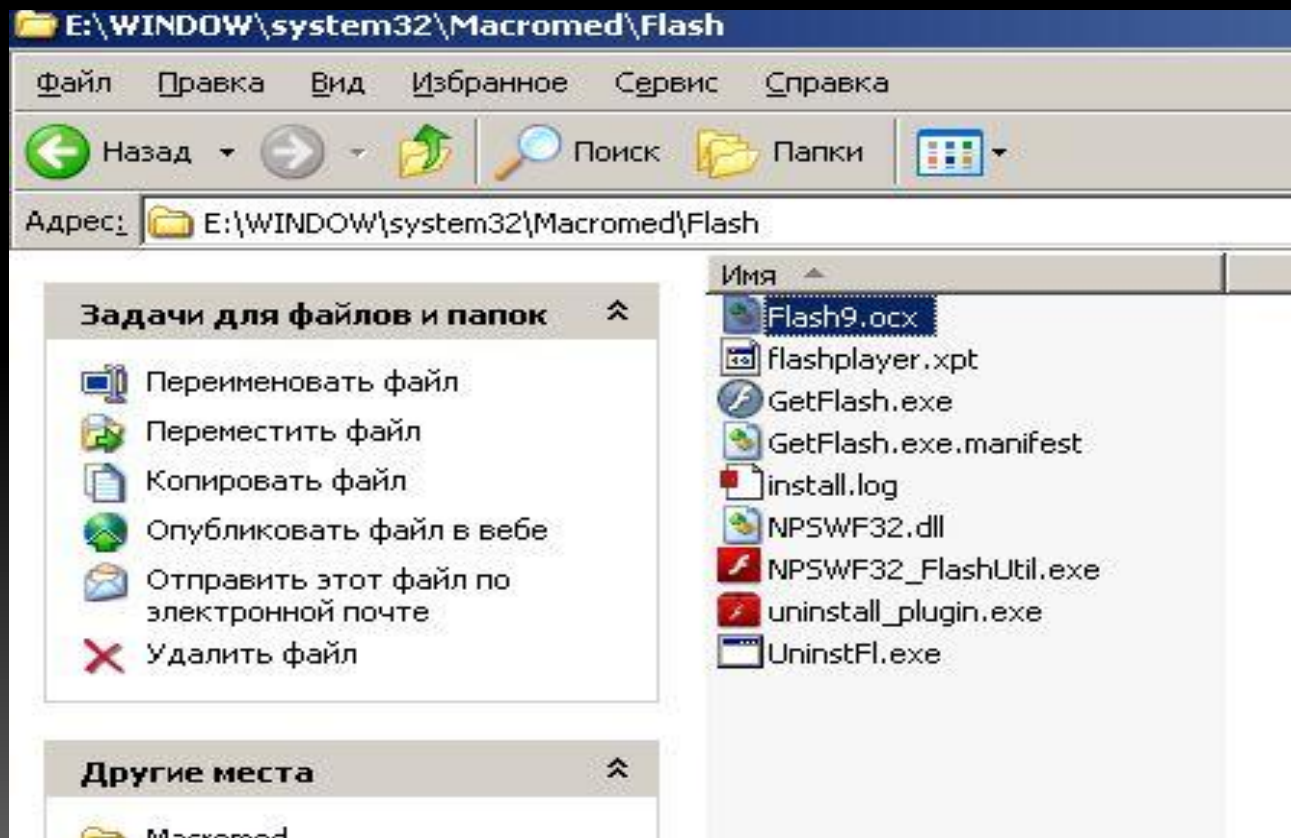 E:\WINDOW\system32\Macromed\Flash
Файл Правка Вид Избранное Сервис Справка
Назад Поиск Папки
Адрес: E:\WINDOW\system32\Macromed\Flash
Задачи для файлов и папок
Переименовать файл
Переместить файл
Копировать файл
Опубликовать файл в вебе
Отправить этот файл по
электронной почте
Удалить файл
Другие места
Macromed
Имя
Flash9.ocx
flashplayer.xpt
GetFlash.exe
GetFlash.exe.manifest
install.log
NPSWF32.dll
NPSWF32_FlashUtil.exe
uninstall_plugin.exe
UninstFl.exe